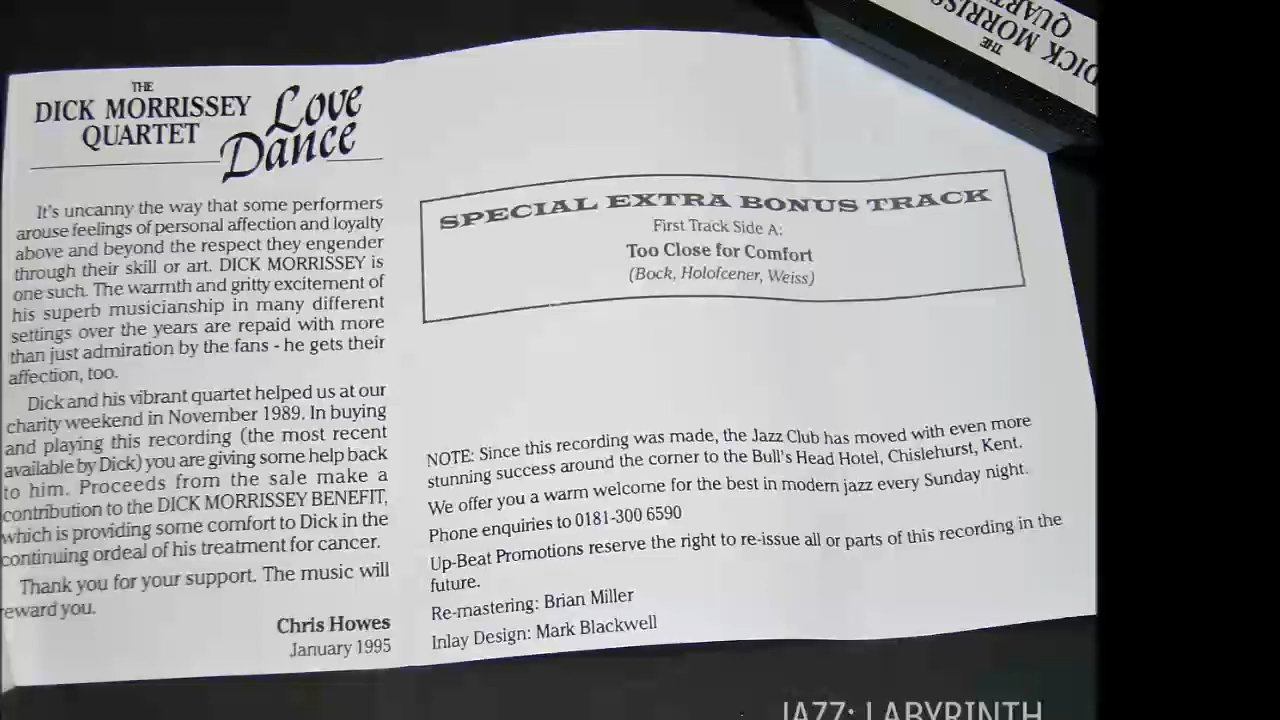 THE
DICK MORRISSEY
QUARTET
Love
Dance
It's uncanny the way that some performers
arouse feelings of personal affection and loyalty
above and beyond the respect they engender
through their skill or art. DICK MORRISSEY is
one such. The warmth and gritty excitement of
his superb musicianship in many different
settings over the years are repaid with more
than just admiration by the fans - he gets their
affection, too.
Dick and his vibrant quartet helped us at our
charity weekend in November 1989. In buying
and playing this recording (the most recent
available by Dick) you are giving some help back
to him. Proceeds from the sale make a
contribution to the DICK MORRISSEY BENEFIT,
which is providing some comfort to Dick in the
continuing ordeal of his treatment for cancer.
Thank you for your support. The music will
eward you.
Chris Howes
January 1995
SPECIAL EXTRA BONUS TRACK
First Track Side A:
Too Close for Comfort
(Bock, Holofcener, Weiss)
NOTE: Since this recording was made, the Jazz Club has moved with even more
stunning success around the corner to the Bull's Head Hotel, Chislehurst, Kent.
We offer you a warm welcome for the best in modern jazz every Sunday night.
Phone enquiries to 0181-300 6590
Up-Beat Promotions reserve the right to re-issue all or parts of this recording in the
future.
Re-mastering: Brian Miller
Inlay Design: Mark Blackwell
THE
DICK MORRISS
QUART
JAZZ: LABYRINTH